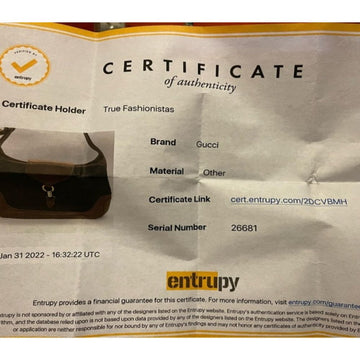 VERIFIED BY
entrupy
CERTIFICATE
of authenticity
Certificate Holder True Fashionistas
Brand Gucci
Material Other
Certificate Link cert.entrupy.com/2DCVBMH
Serial Number 26681
Jan 31 2022 - 16:32:22 UTC
entrupy
Entrupy provides a financial guarantee for this certificate. For more information, visit entrupy.com/guarantee
entrupy is not sponsored by or affiliated with any of the designers listed on the Entrupy website. Entrupy's authentication service is based solely on Entr
rithm, and the database relied upon is not based upon data provided by any of the designers listed on the Entrupy website. The designers listed on the
or application are neither responsible for nor bound by any of Entrupy's findings and may not honor any certificates of authenticity provided by E